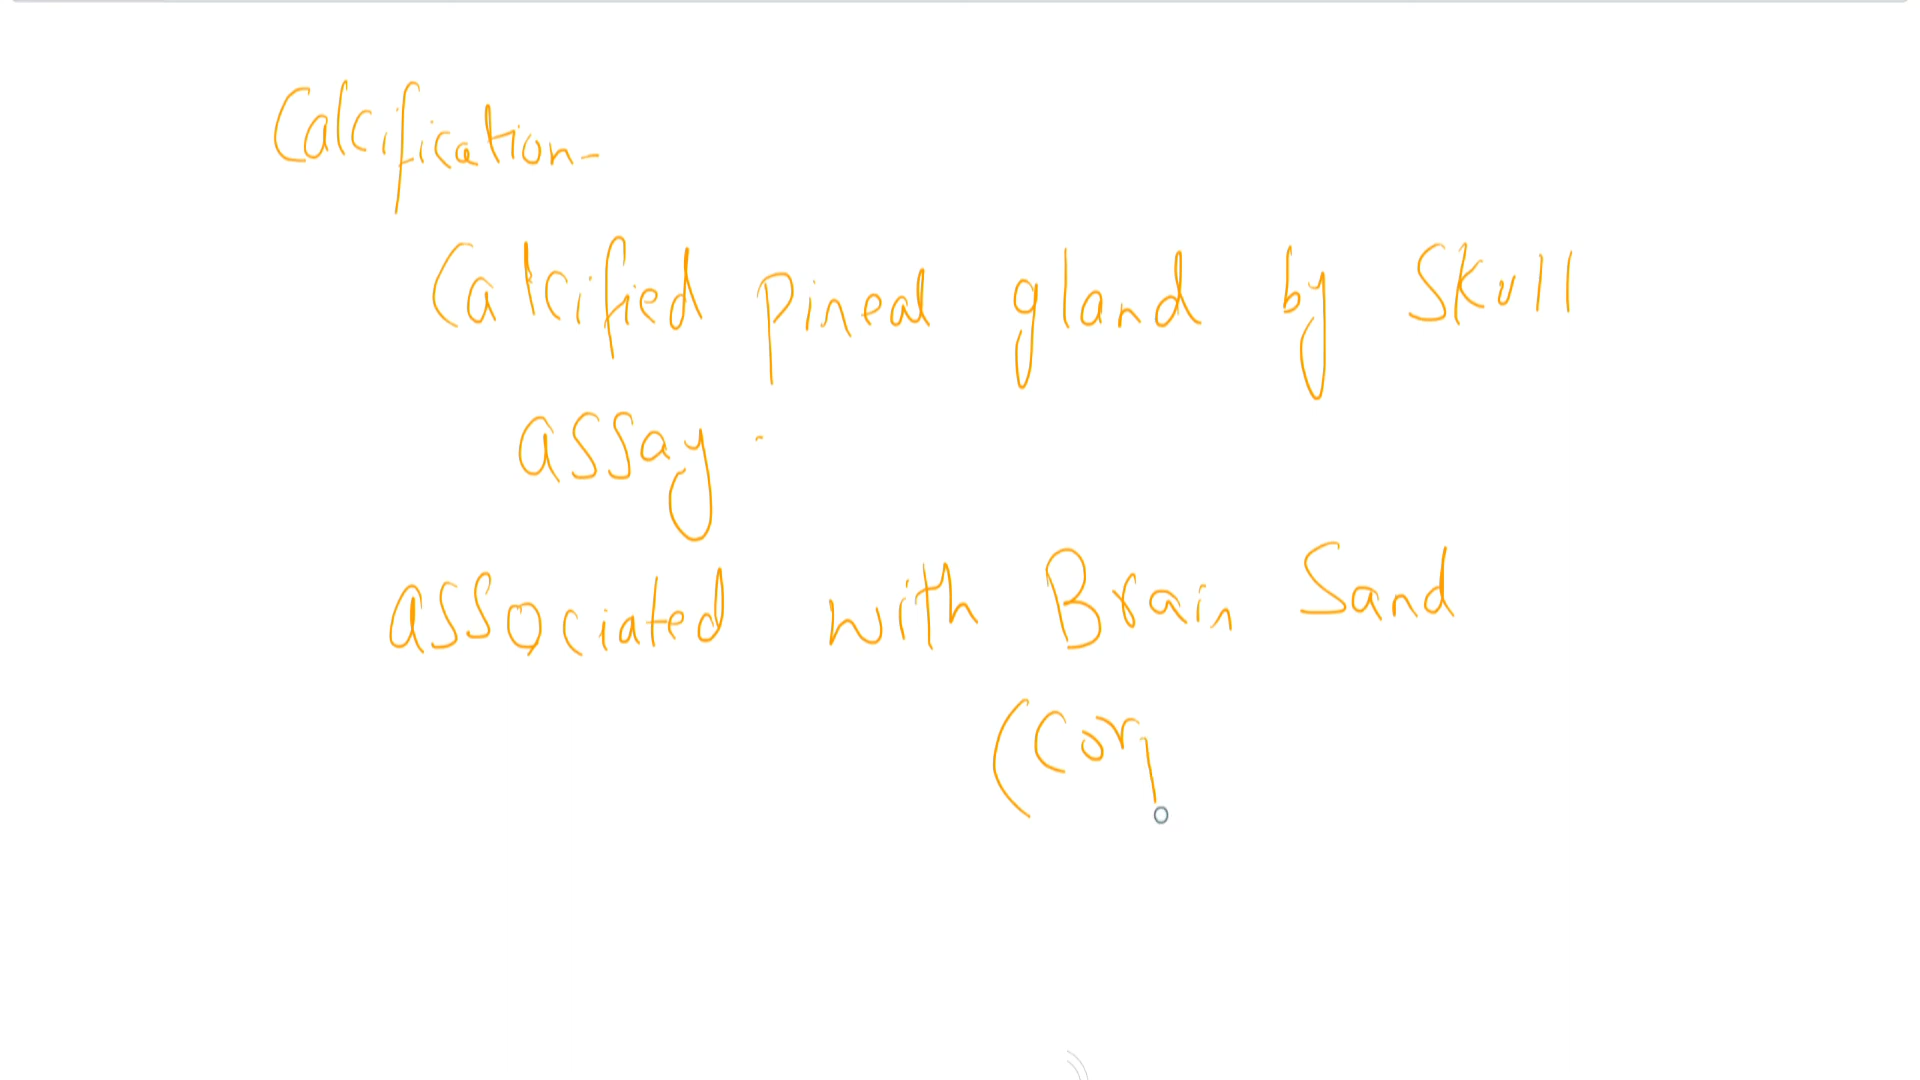 Calcification-
Calcified pineal gland by Skull
assay.
associated with Brain Sand
(Cor